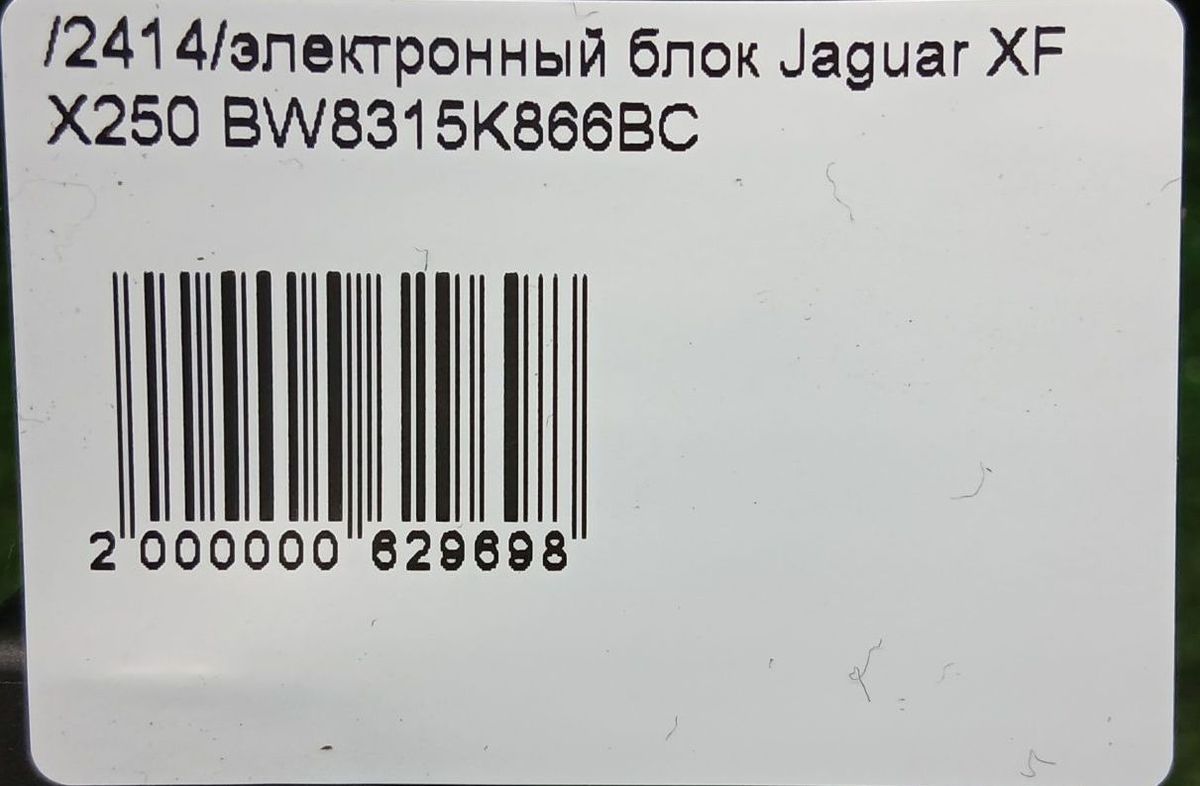 /2414/электронный блок Jaguar XF
X250 BW8315K866BC
2 000000 629698